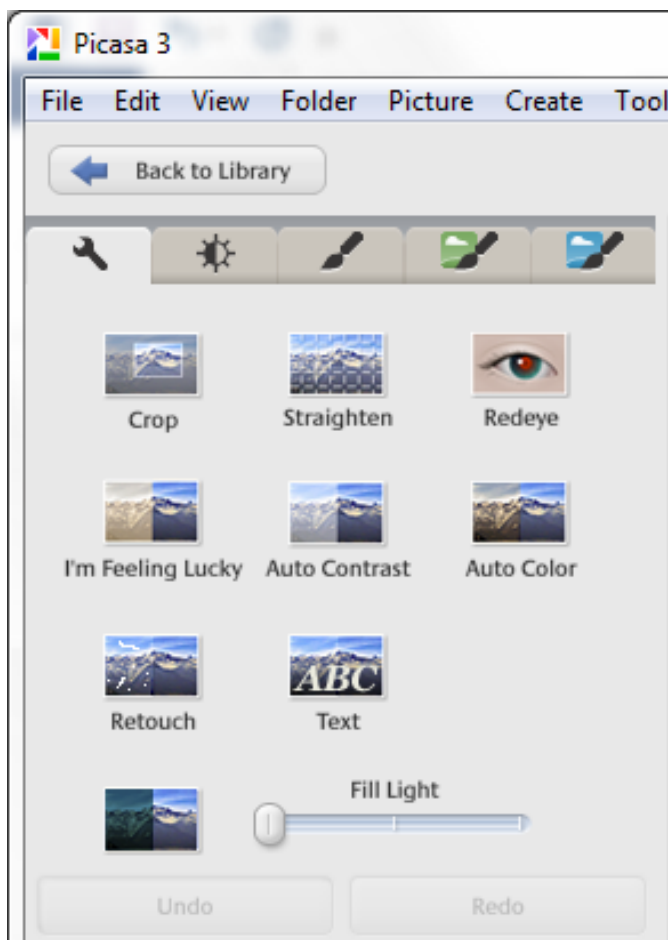 Picasa 3
File Edit View Folder Picture Create Tool
Back to Library
Crop Straighten Redeye
I'm Feeling Lucky Auto Contrast Auto Color
ABC
Retouch Text
Fill Light
Undo Redo